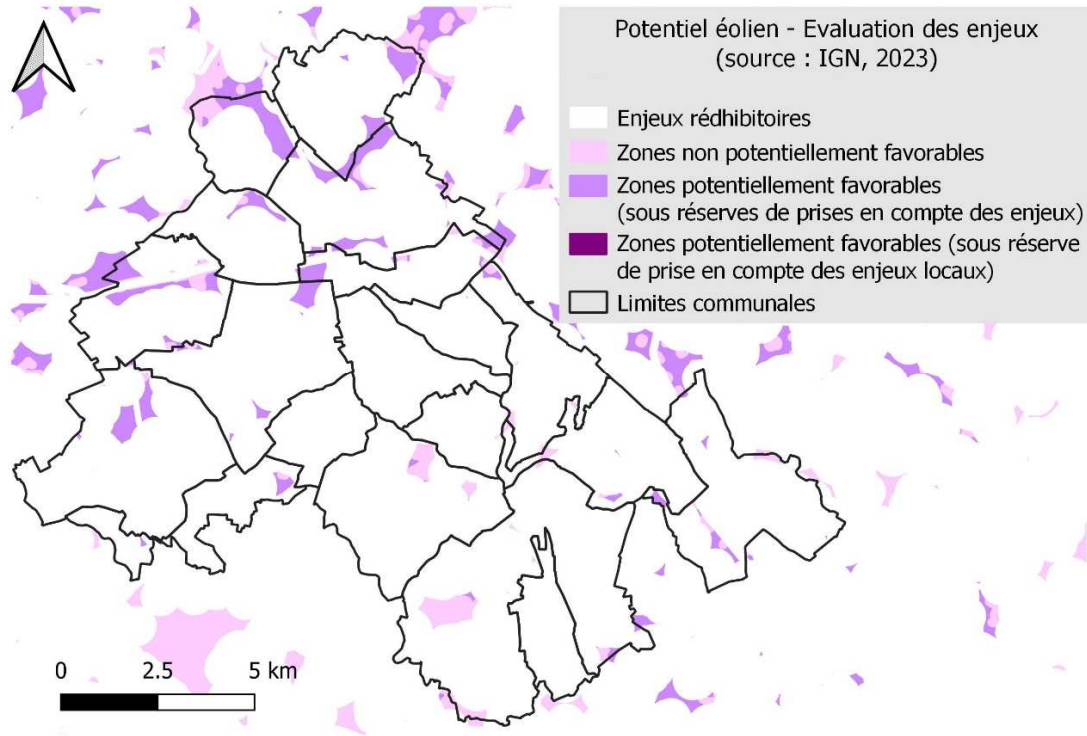 Potentiel éolien - Evaluation des enjeux
(source : IGN, 2023)
Enjeux rédhibitoires
Zones non potentiellement favorables
Zones potentiellement favorables
(sous réserves de prises en compte des enjeux)
Zones potentiellement favorables (sous réserve
de prise en compte des enjeux locaux)
Limites communales
0 2.5 5 km